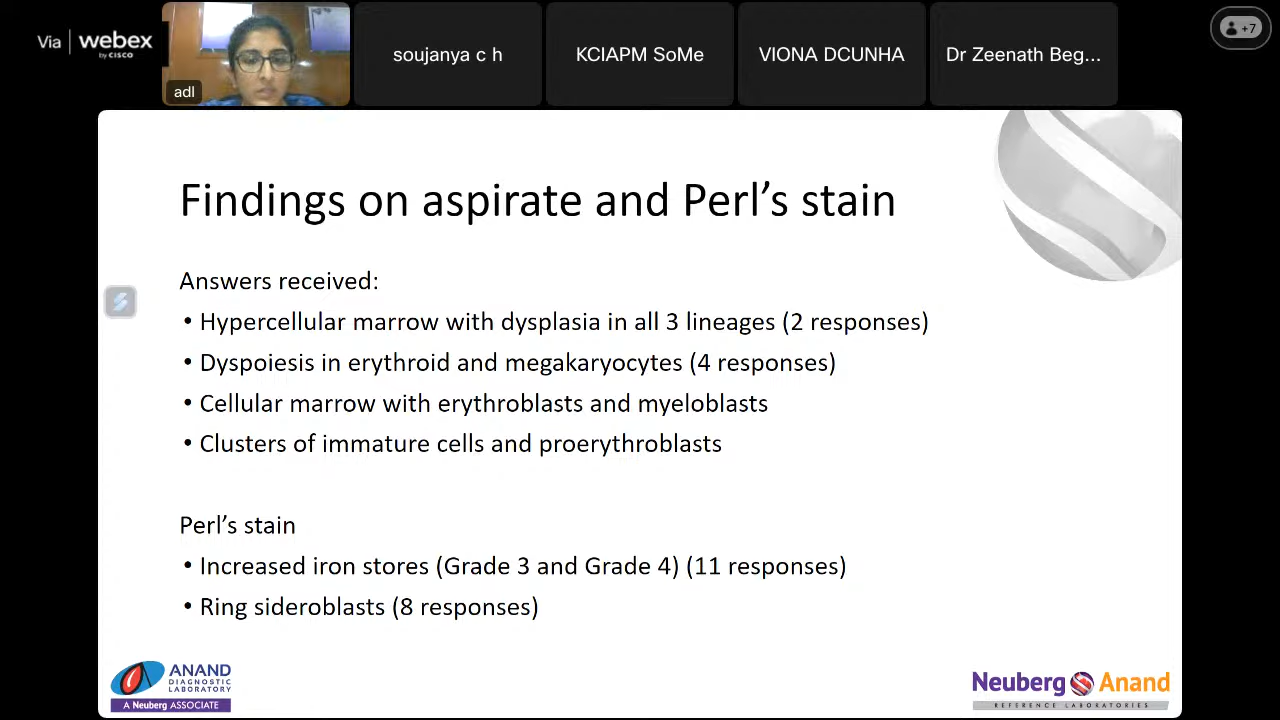 Via webex
by CISCO
adl
soujanya c h
KCIAPM SoMe
VIONA DCUNHA
Dr Zeenath Beg...
+7
Findings on aspirate and Perl’s stain
Answers received:
• Hypercellular marrow with dysplasia in all 3 lineages (2 responses)
• Dyspoiesis in erythroid and megakaryocytes (4 responses)
• Cellular marrow with erythroblasts and myeloblasts
• Clusters of immature cells and proerythroblasts
Perl’s stain
• Increased iron stores (Grade 3 and Grade 4) (11 responses)
• Ring sideroblasts (8 responses)
ANAND
DIAGNOSTIC
LABORATORY
A Neuberg ASSOCIATE
Neuberg Anand
REFERENCE LABORATORIES